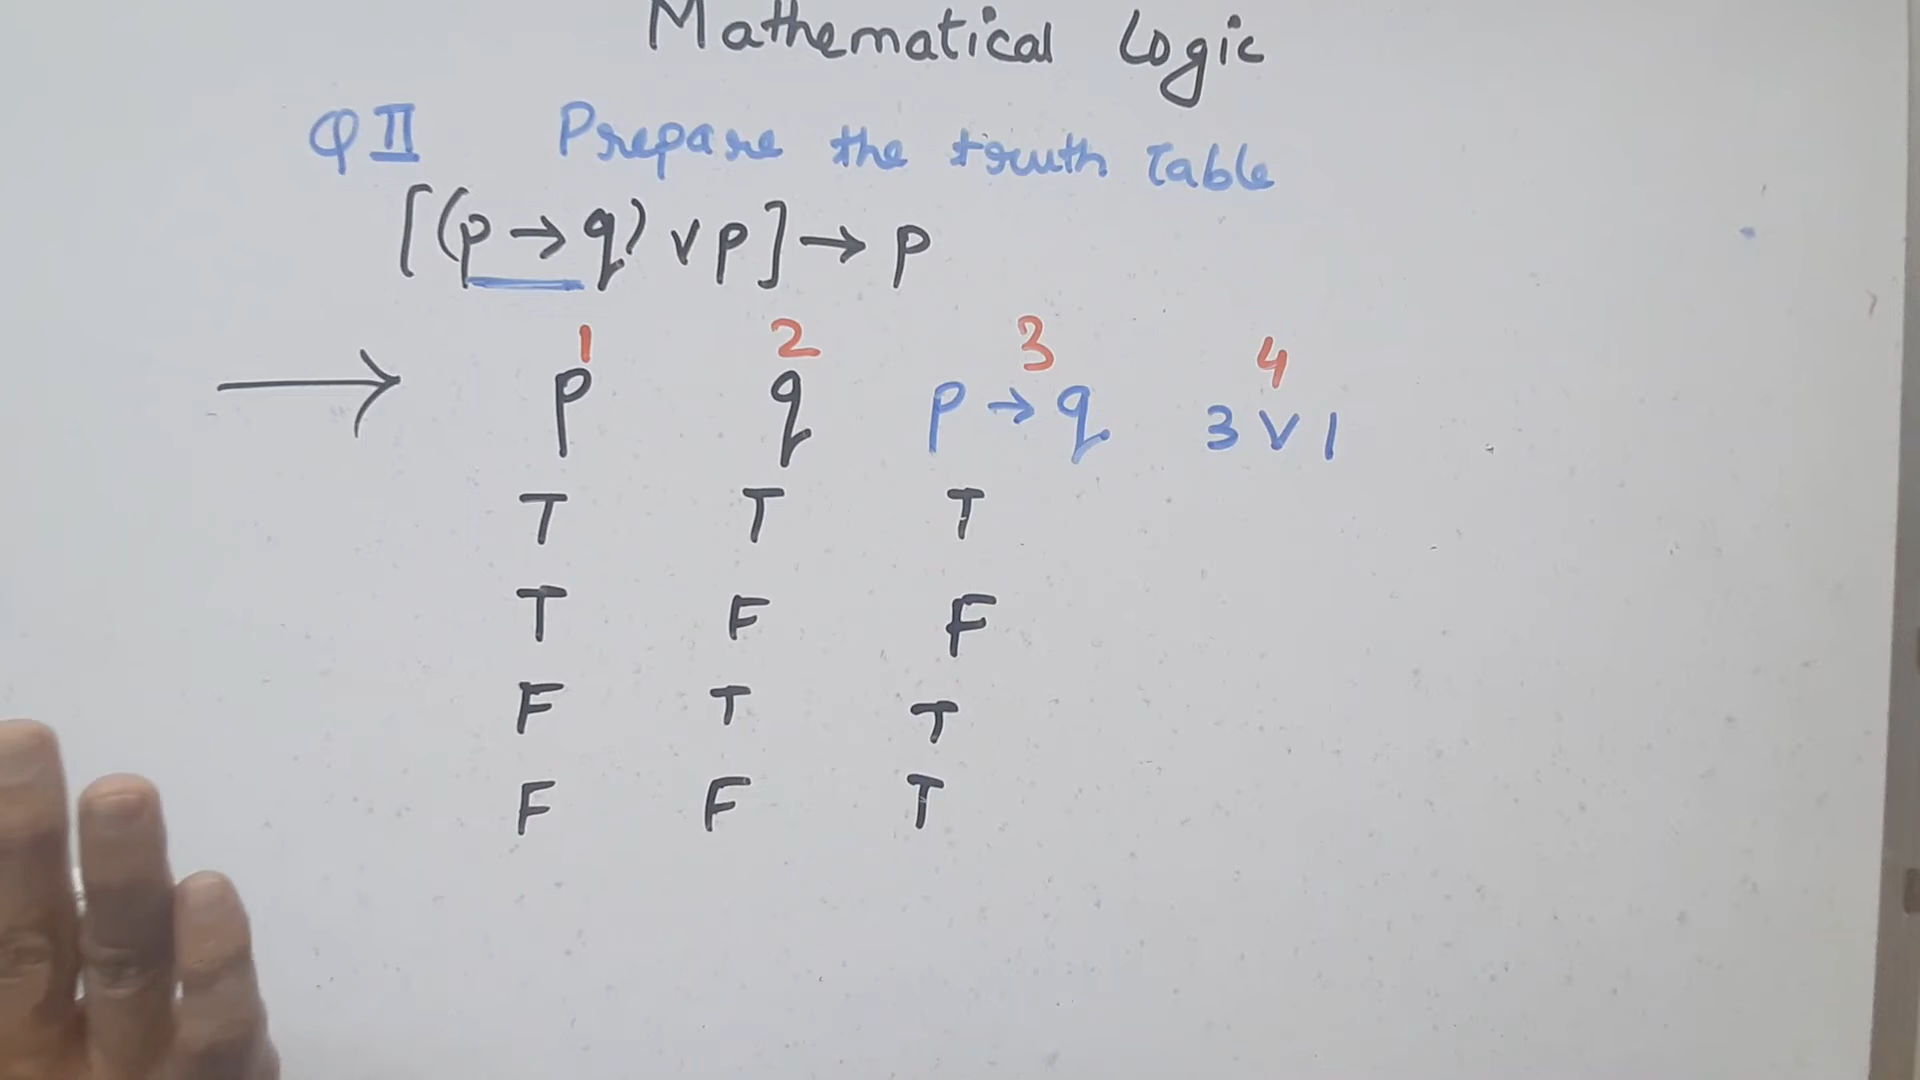 Mathematical Logic
Q II Prepare the truth Table
[(p → q) ∨ p] → p
1 2 3 4
p q p → q 3 ∨ 1
T T T
T F F
F T T
F F T